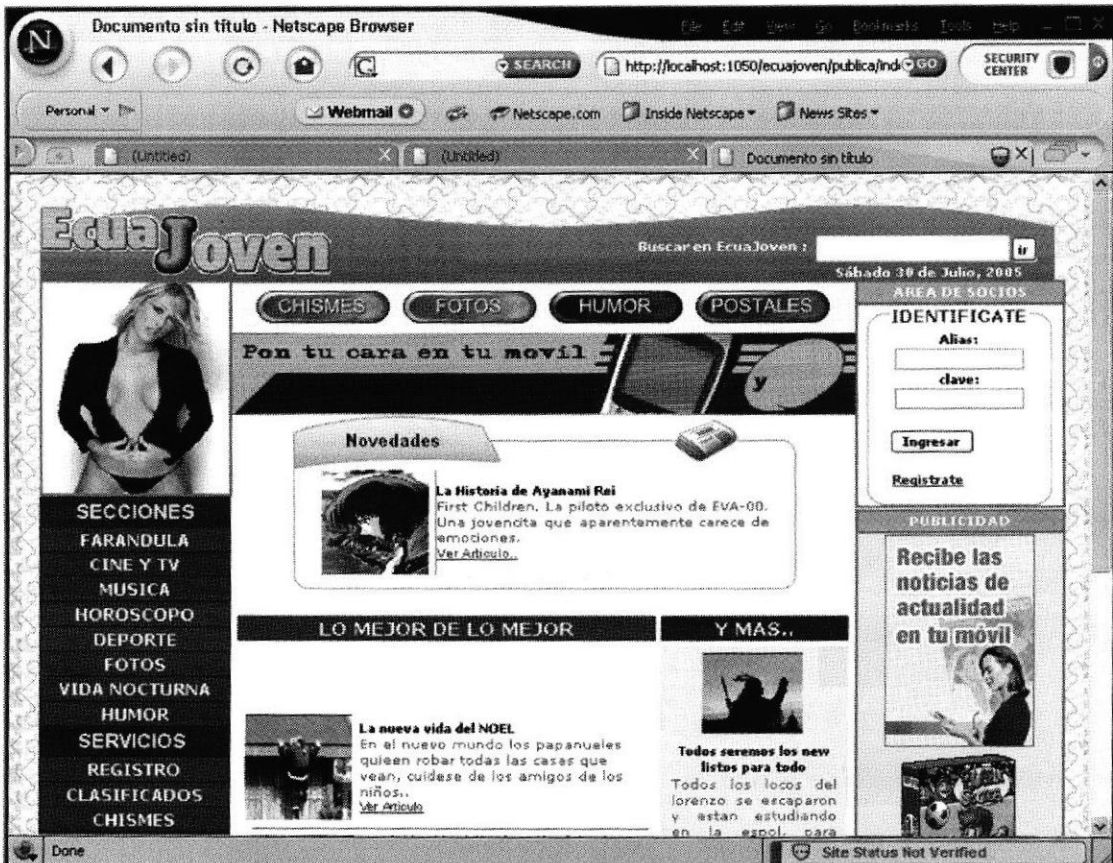 Documento sin título - Netscape Browser
File Edit View Go Bookmarks Tools Help
N
SEARCH
http://localhost:1050/ecuajoven/publica/ind
GO
SECURITY CENTER
Personal
Webmail
Netscape.com
Inside Netscape
News Sites
(Untitled)
(Untitled)
Documento sin título
EcuaJoven
Buscar en EcuaJoven :
ir
Sábado 30 de Julio, 2005
CHISMES
FOTOS
HUMOR
POSTALES
Pon tu cara en tu movil
y
AREA DE SOCIOS
IDENTIFICATE
Alias:
clave:
Ingresar
Registrate
Novedades
La Historia de Ayanami Rei
First Children. La piloto exclusivo de EVA-00.
Una jovencita que aparentemente carece de
emociones.
Ver Articulo..
SECCIONES
FARANDULA
CINE Y TV
MUSICA
HOROSCOPO
DEPORTE
FOTOS
VIDA NOCTURNA
HUMOR
SERVICIOS
REGISTRO
CLASIFICADOS
CHISMES
LO MEJOR DE LO MEJOR
La nueva vida del NOEL
En el nuevo mundo los papanueles
quieen robar todas las casas que
vean, cuidese de los amigos de los
niños..
Ver Articulo
Y MAS..
Todos seremos los new
listos para todo
Todos los locos del
lorenzo se escaparon
y estan estudiando
en la espol, para
PUBLICIDAD
Recibe las
noticias de
actualidad
en tu móvil
Done
Site Status Not Verified